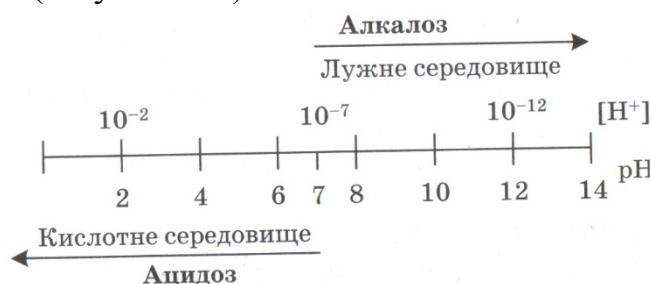 Алкалоз
Лужне середовище
10⁻² 10⁻⁷ 10⁻¹² [H⁺]
2 4 6 7 8 10 12 14 pH
Кислотне середовище
Ацидоз